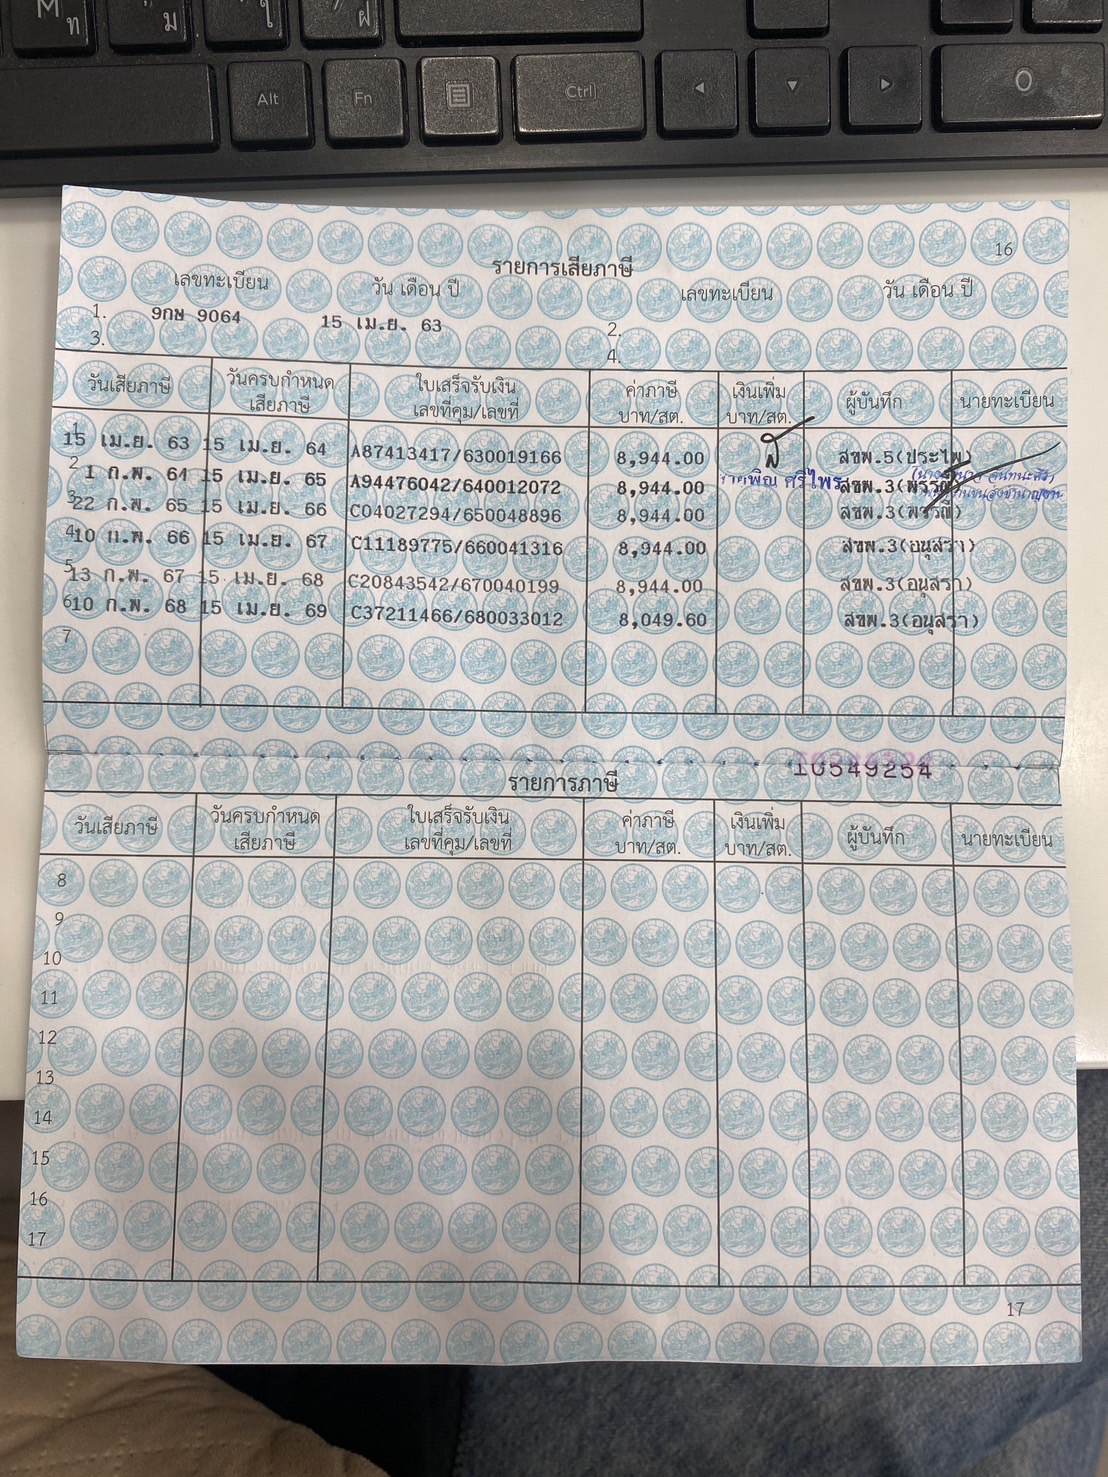 M ท ม ใ ฝ
Alt Fn Ctrl 0
16
รายการเสียภาษี
เลขทะเบียน วัน เดือน ปี เลขทะเบียน วัน เดือน ปี
1. 9กษ 9064 15 เม.ย. 63 2.
3. 4.
วันเสียภาษี วันครบกำหนดเสียภาษี ใบเสร็จรับเงิน เลขที่คุม/เลขที่ ค่าภาษี บาท/สต. เงินเพิ่ม บาท/สต. ผู้บันทึก นายทะเบียน
1 15 เม.ย. 63 15 เม.ย. 64 A87413417/630019166 8,944.00 สขพ.5(ประไพ)
2 1 ก.พ. 64 15 เม.ย. 65 A94476042/640012072 8,944.00 ศรีไพร สขพ.3(พรรณี)
3 22 ก.พ. 65 15 เม.ย. 66 C04027294/650048896 8,944.00 สขพ.3(พรรณี)
4 10 ก.พ. 66 15 เม.ย. 67 C11189775/660041316 8,944.00 สขพ.3(อนุสรา)
5 13 ก.พ. 67 15 เม.ย. 68 C20843542/670040199 8,944.00 สขพ.3(อนุสรา)
6 10 ก.พ. 68 15 เม.ย. 69 C37211466/680033012 8,049.60 สขพ.3(อนุสรา)
7
10549254
รายการภาษี
วันเสียภาษี วันครบกำหนดเสียภาษี ใบเสร็จรับเงิน เลขที่คุม/เลขที่ ค่าภาษี บาท/สต. เงินเพิ่ม บาท/สต. ผู้บันทึก นายทะเบียน
8
9
10
11
12
13
14
15
16
17
17